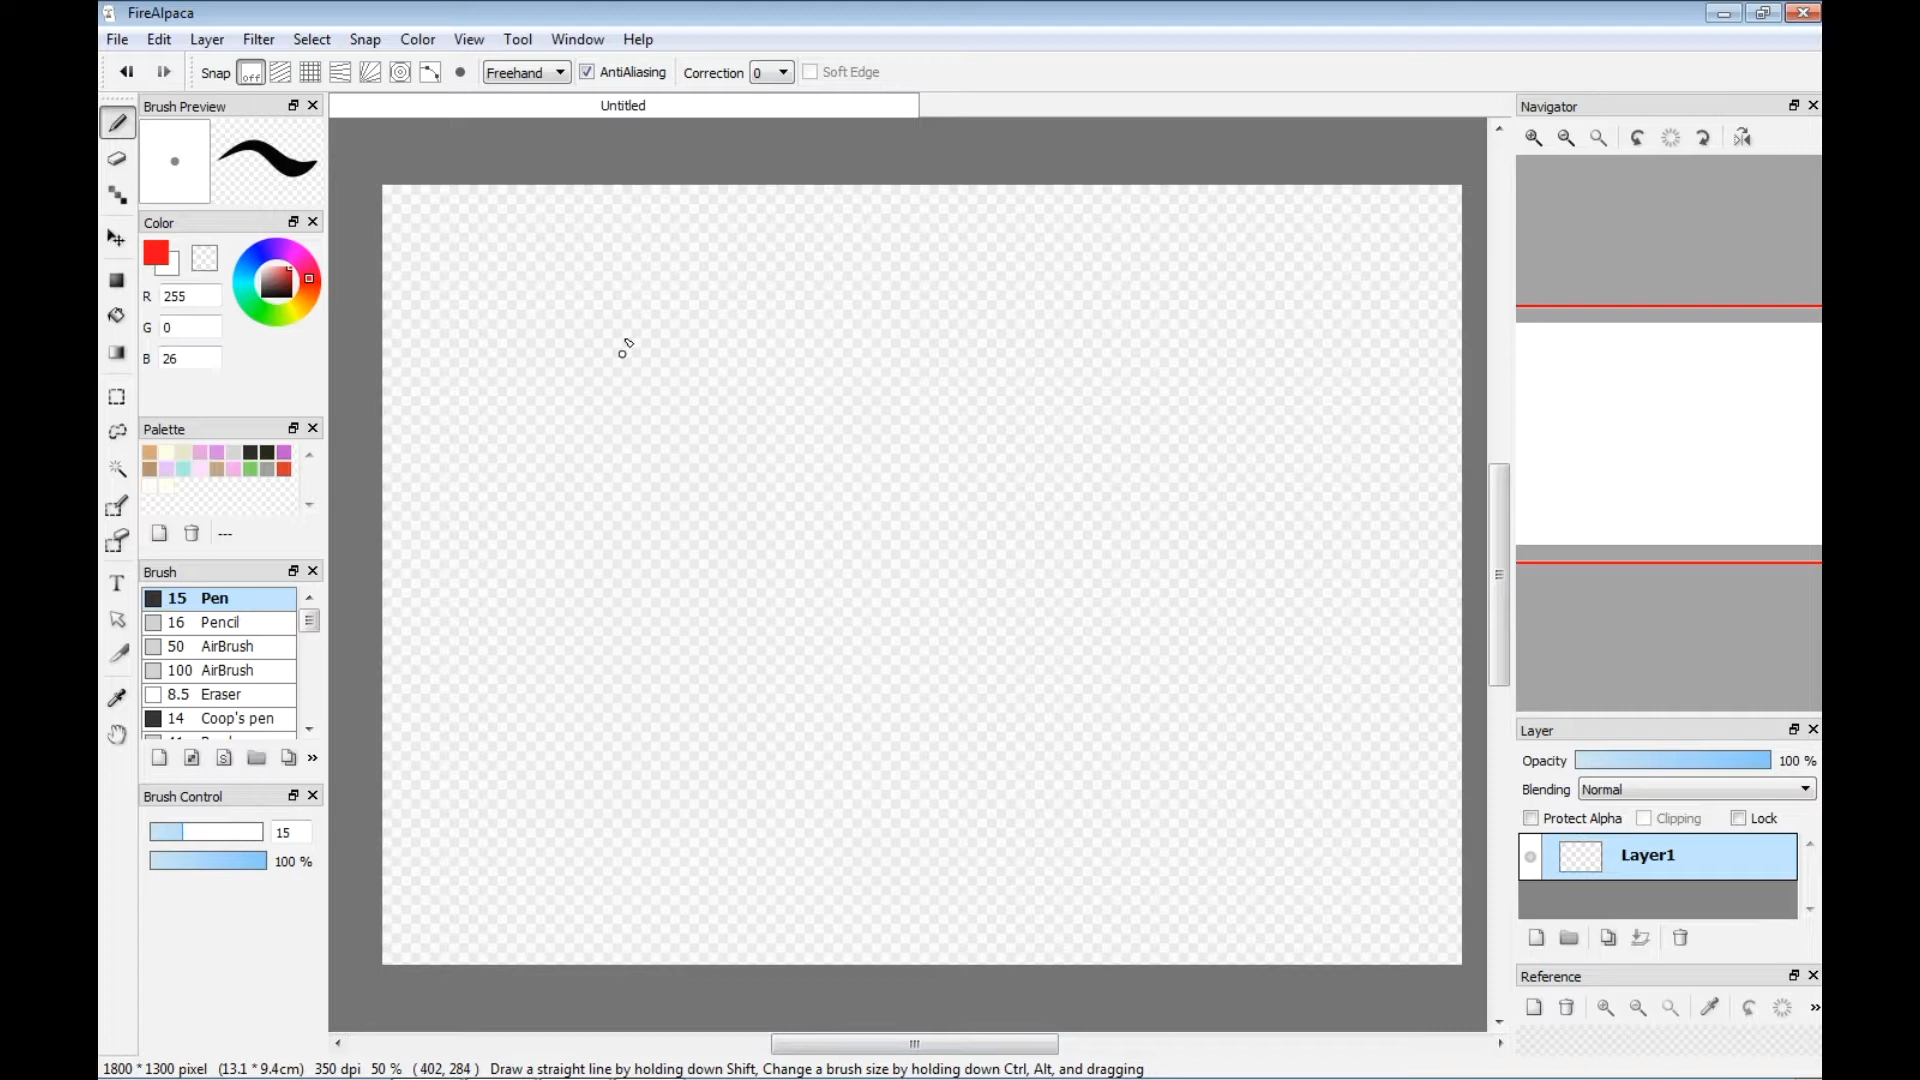 FireAlpaca
File Edit Layer Filter Select Snap Color View Tool Window Help
Snap off Freehand AntiAliasing Correction 0 Soft Edge
Brush Preview
Untitled
Navigator
Color
R 255
G 0
B 26
Palette
---
Brush
15 Pen
16 Pencil
50 AirBrush
100 AirBrush
8.5 Eraser
14 Coop's pen
Brush Control
15
100 %
Layer
Opacity 100 %
Blending Normal
Protect Alpha Clipping Lock
Layer1
Reference
1800 * 1300 pixel (13.1 * 9.4cm) 350 dpi 50 % ( 402, 284 ) Draw a straight line by holding down Shift, Change a brush size by holding down Ctrl, Alt, and dragging